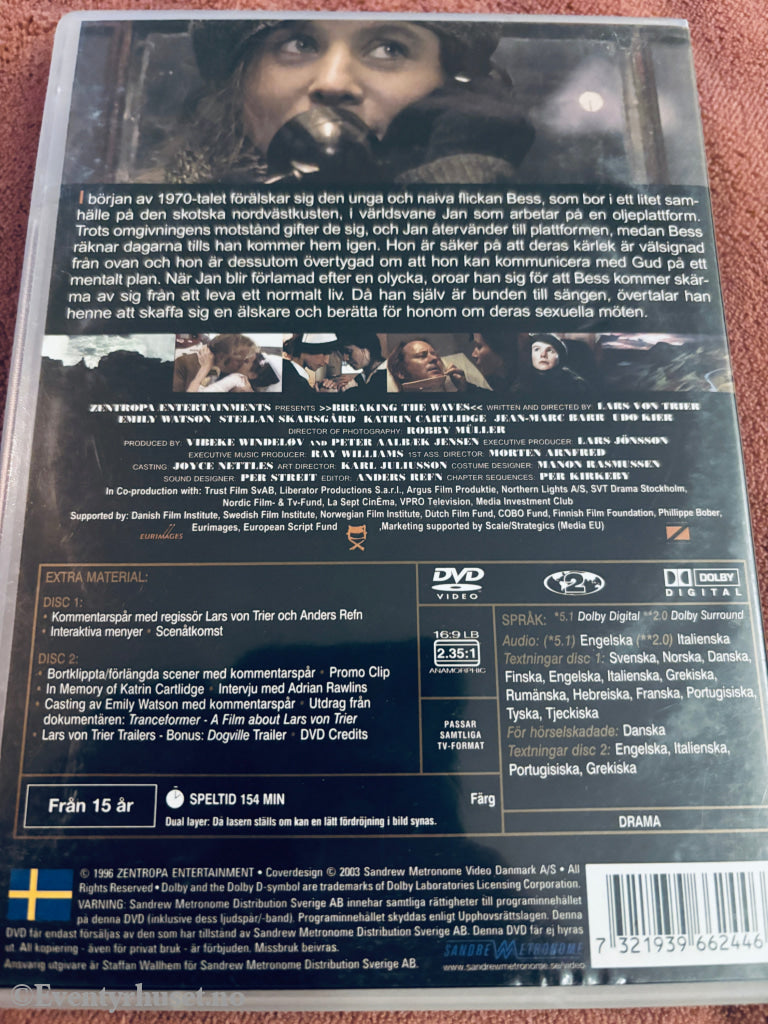 I början av 1970-talet förälskar sig den unga och naiva flickan Bess, som bor i ett litet sam-
hälle på den skotska nordvästkusten, i världsvane Jan som arbetar på en oljeplattform.
Trots omgivningens motstånd gifter de sig, och Jan återvänder till plattformen, medan Bess
räknar dagarna tills han kommer hem igen. Hon är säker på att deras kärlek är välsignad
från ovan och hon är dessutom övertygad om att hon kan kommunicera med Gud på ett
mentalt plan. När Jan blir förlamad efter en olycka, oroar han sig för att Bess kommer skär-
ma av sig från att leva ett normalt liv. Då han själv är bunden till sängen, övertalar han
henne att skaffa sig en älskare och berätta för honom om deras sexuella möten.
ZENTROPA ENTERTAINMENTS PRESENTS >>BREAKING THE WAVES<< WRITTEN AND DIRECTED BY LARS VON TRIER
EMILY WATSON STELLAN SKARSGÅRD KATRIN CARTLIDGE JEAN-MARC BARR UDO KIER
DIRECTOR OF PHOTOGRAPHY: ROBBY MÜLLER
PRODUCED BY: VIBEKE WINDELØV AND PETER AALBÆK JENSEN EXECUTIVE PRODUCER: LARS JÖNSSON
EXECUTIVE MUSIC PRODUCER: RAY WILLIAMS 1ST ASS. DIRECTOR: MORTEN ARNFRED
CASTING: JOYCE NETTLES ART DIRECTOR: KARL JULIUSSON COSTUME DESIGNER: MANON RASMUSSEN
SOUND DESIGNER: PER STREIT EDITOR: ANDERS REFN CHAPTER SEQUENCES: PER KIRKEBY
In Co-production with: Trust Film SvAB, Liberator Productions S.a.r.l., Argus Film Produktie, Northern Lights A/S, SVT Drama Stockholm,
Nordic Film- & Tv-Fund, La Sept CinÉma, VPRO Television, Media Investment Club
Supported by: Danish Film Institute, Swedish Film Institute, Norwegian Film Institute, Dutch Film Fund, COBO Fund, Finnish Film Foundation, Phillippe Bober,
Eurimages, European Script Fund ,Marketing supported by Scale/Strategics (Media EU)
EURIMAGES
EXTRA MATERIAL:
DISC 1:
• Kommentarspår med regissör Lars von Trier och Anders Refn
• Interaktiva menyer • Scenåtkomst
DISC 2:
• Bortklippta/förlängda scener med kommentarspår • Promo Clip
• In Memory of Katrin Cartlidge • Intervju med Adrian Rawlins
• Casting av Emily Watson med kommentarspår • Utdrag från
dokumentären: Tranceformer - A Film about Lars von Trier
• Lars von Trier Trailers - Bonus: Dogville Trailer • DVD Credits
DVD
VIDEO
2
DOLBY
DIGITAL
16:9 LB
2.35:1
ANAMORPHIC
PASSAR
SAMTLIGA
TV-FORMAT
SPRÅK: *5.1 Dolby Digital **2.0 Dolby Surround
Audio: (*5.1) Engelska (**2.0) Italienska
Textningar disc 1: Svenska, Norska, Danska,
Finska, Engelska, Italienska, Grekiska,
Rumänska, Hebreiska, Franska, Portugisiska,
Tyska, Tjeckiska
För hörselskadade: Danska
Textningar disc 2: Engelska, Italienska,
Portugisiska, Grekiska
Från 15 år
SPELTID 154 MIN
Färg
Dual layer: Då lasern ställs om kan en lätt fördröjning i bild synas.
DRAMA
© 1996 ZENTROPA ENTERTAINMENT • Coverdesign © 2003 Sandrew Metronome Video Danmark A/S • All
Rights Reserved • Dolby and the Dolby D-symbol are trademarks of Dolby Laboratories Licensing Corporation.
VARNING: Sandrew Metronome Distribution Sverige AB innehar samtliga rättigheter till programinnehållet
på denna DVD (inklusive dess ljudspår/-band). Programinnehållet skyddas enligt Upphovsrättslagen. Denna
DVD får endast försäljas av den som har tillstånd av Sandrew Metronome Distribution Sverige AB. Denna DVD får ej hyras
ut. All kopiering - även för privat bruk - är förbjuden. Missbruk beivras.
Ansvarig utgivare är Staffan Wallhem för Sandrew Metronome Distribution Sverige AB.
SANDREW METRONOME
www.sandrewmetronome.se/video
7 321939 662446
©Eventyrhuset.no